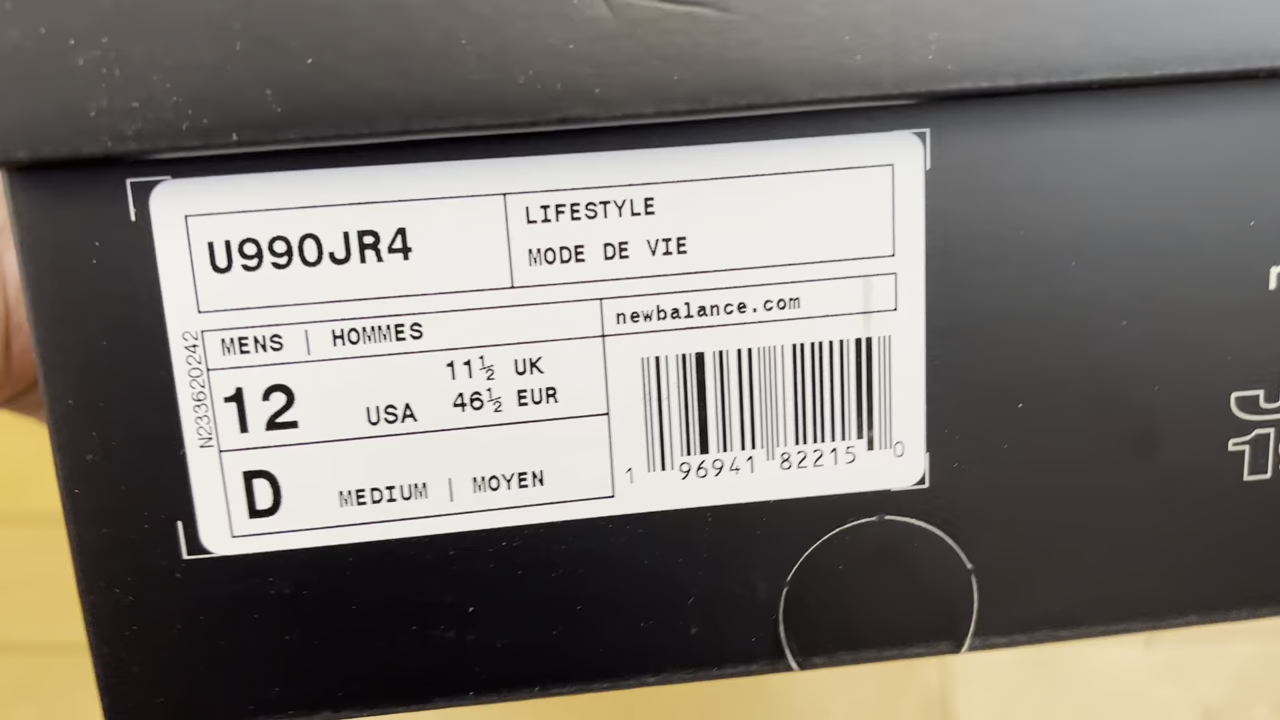 U990JR4
LIFESTYLE
MODE DE VIE
newbalance.com
MENS | HOMMES
12 USA
11½ UK
46½ EUR
D MEDIUM | MOYEN
N233620242
1 96941 82215 0